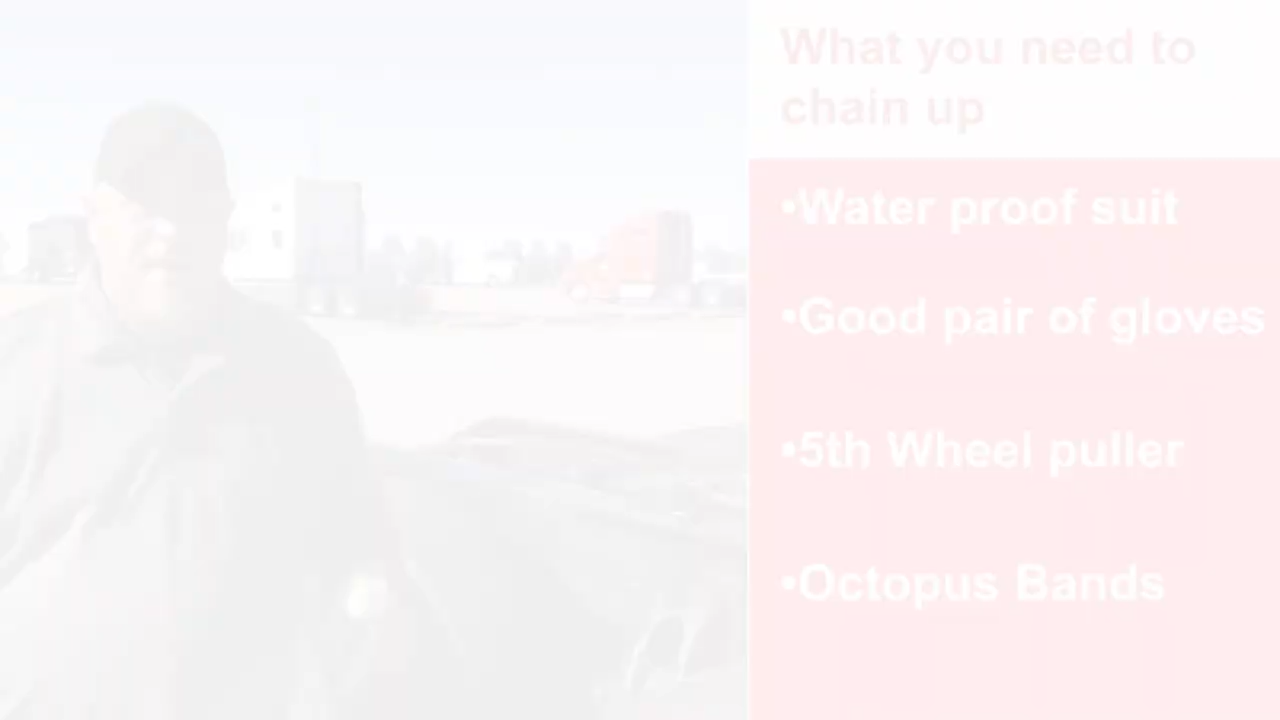 What you need to
chain up
•Water proof suit
•Good pair of gloves
•5th Wheel puller
•Octopus Bands